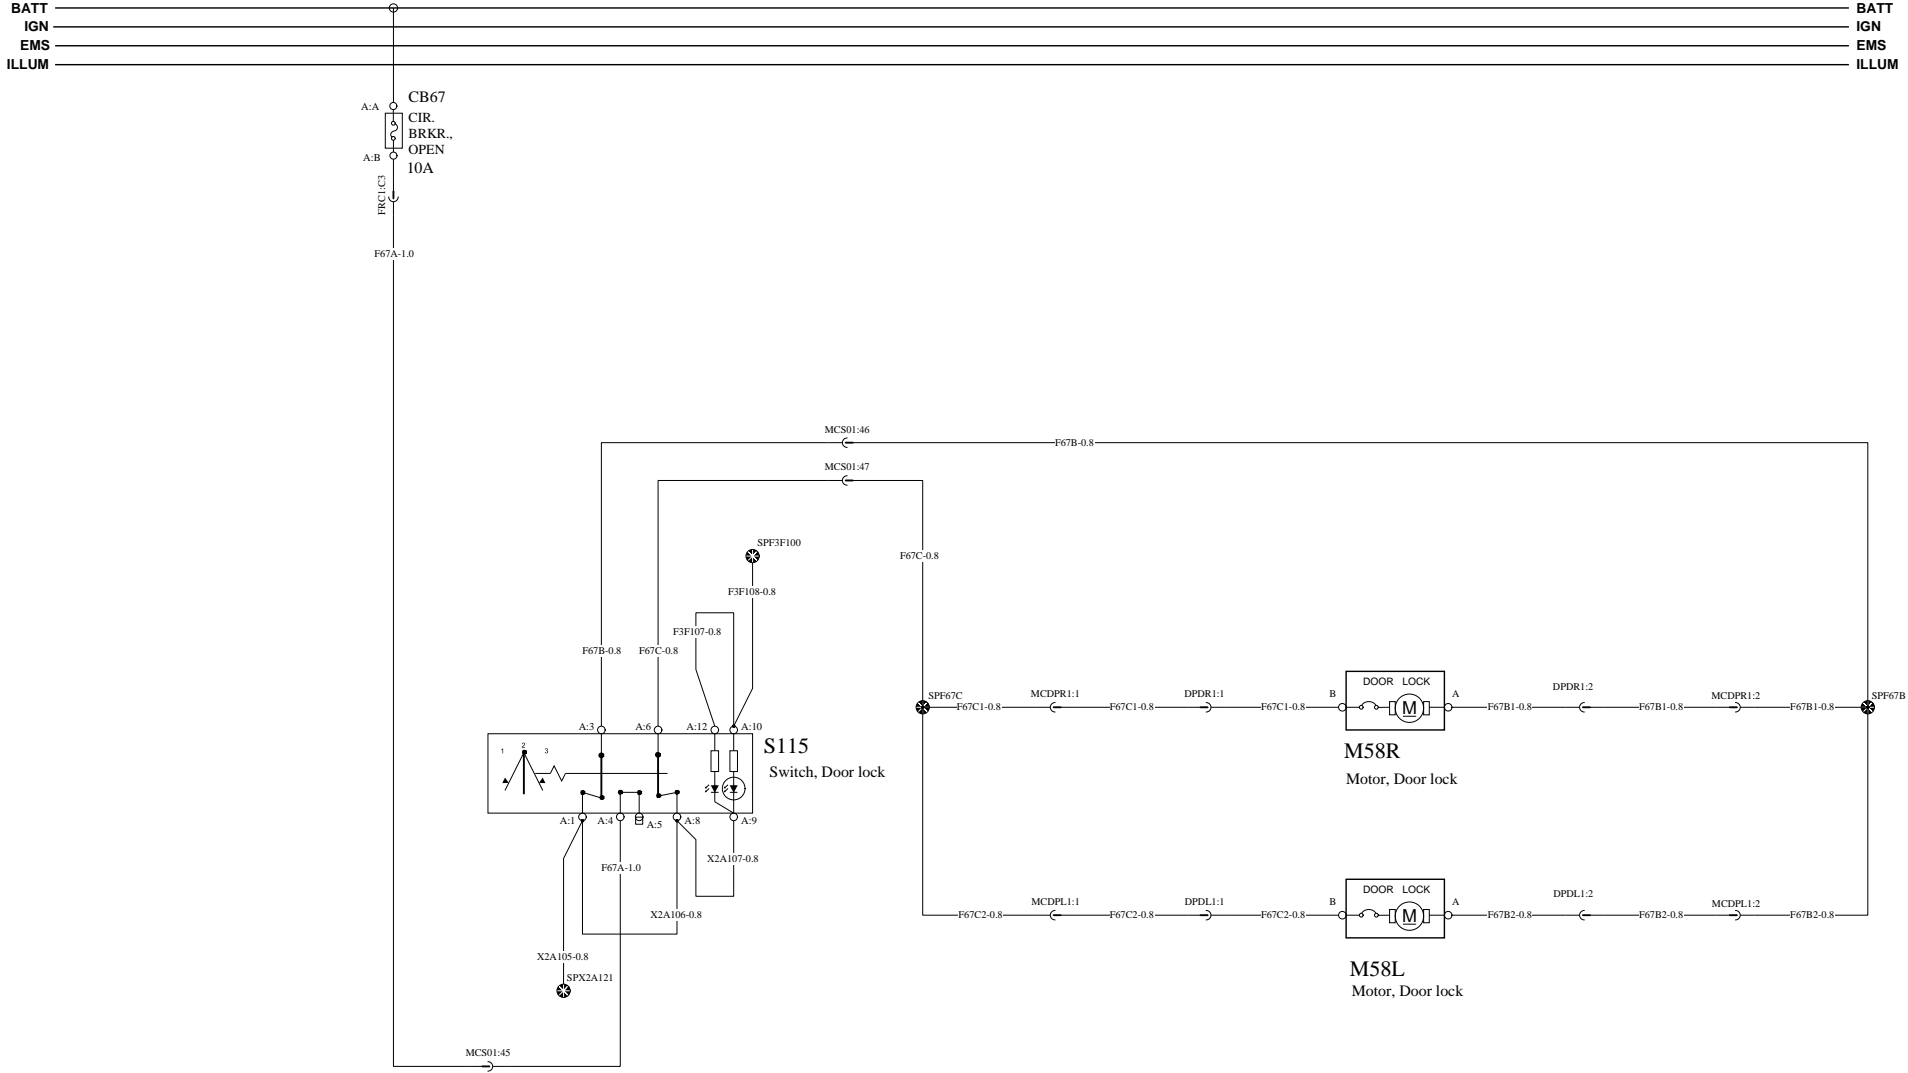 BATT BATT
IGN IGN
EMS EMS
ILLUM ILLUM
CB67
A:A
CIR.
BRKR.,
OPEN
A:B
10A
FRC1:C3
F67A-1.0
MCS01:46
F67B-0.8
MCS01:47
SPF3F100
F67C-0.8
F3F108-0.8
F3F107-0.8
F67B-0.8 F67C-0.8
DOOR LOCK
SPF67C MCDPR1:1 DPDR1:1 B A DPDR1:2 MCDPR1:2 SPF67B
F67C1-0.8 F67C1-0.8 F67C1-0.8 M F67B1-0.8 F67B1-0.8 F67B1-0.8
A:3 A:6 A:12 A:10
S115
M58R
1 2 3
Switch, Door lock
Motor, Door lock
A:1 A:4 A:5 A:8 A:9
X2A107-0.8
F67A-1.0
DOOR LOCK
MCDPL1:1 DPDL1:1 B A DPDL1:2 MCDPL1:2
F67C2-0.8 F67C2-0.8 F67C2-0.8 M F67B2-0.8 F67B2-0.8 F67B2-0.8
X2A106-0.8
X2A105-0.8
M58L
SPX2A121
Motor, Door lock
MCS01:45